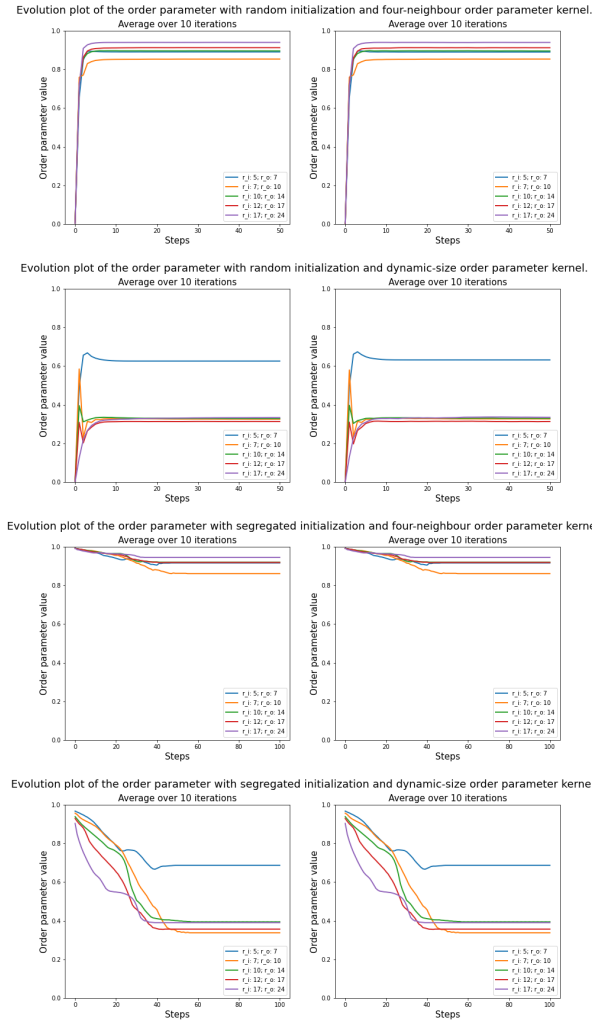 Evolution plot of the order parameter with random initialization and four-neighbour order parameter kernel.
Average over 10 iterations
Average over 10 iterations
Order parameter value
1.0
0.8
0.6
0.4
0.2
0.0
r_i: 5; r_o: 7
r_i: 7; r_o: 10
r_i: 10; r_o: 14
r_i: 12; r_o: 17
r_i: 17; r_o: 24
0 10 20 30 40 50
Steps
Order parameter value
1.0
0.8
0.6
0.4
0.2
0.0
r_i: 5; r_o: 7
r_i: 7; r_o: 10
r_i: 10; r_o: 14
r_i: 12; r_o: 17
r_i: 17; r_o: 24
0 10 20 30 40 50
Steps
Evolution plot of the order parameter with random initialization and dynamic-size order parameter kernel.
Average over 10 iterations
Average over 10 iterations
Order parameter value
1.0
0.8
0.6
0.4
0.2
0.0
r_i: 5; r_o: 7
r_i: 7; r_o: 10
r_i: 10; r_o: 14
r_i: 12; r_o: 17
r_i: 17; r_o: 24
0 10 20 30 40 50
Steps
Order parameter value
1.0
0.8
0.6
0.4
0.2
0.0
r_i: 5; r_o: 7
r_i: 7; r_o: 10
r_i: 10; r_o: 14
r_i: 12; r_o: 17
r_i: 17; r_o: 24
0 10 20 30 40 50
Steps
Evolution plot of the order parameter with segregated initialization and four-neighbour order parameter kerne
Average over 10 iterations
Average over 10 iterations
Order parameter value
1.0
0.8
0.6
0.4
0.2
0.0
r_i: 5; r_o: 7
r_i: 7; r_o: 10
r_i: 10; r_o: 14
r_i: 12; r_o: 17
r_i: 17; r_o: 24
0 20 40 60 80 100
Steps
Order parameter value
1.0
0.8
0.6
0.4
0.2
0.0
r_i: 5; r_o: 7
r_i: 7; r_o: 10
r_i: 10; r_o: 14
r_i: 12; r_o: 17
r_i: 17; r_o: 24
0 20 40 60 80 100
Steps
Evolution plot of the order parameter with segregated initialization and dynamic-size order parameter kerne
Average over 10 iterations
Average over 10 iterations
Order parameter value
1.0
0.8
0.6
0.4
0.2
0.0
r_i: 5; r_o: 7
r_i: 7; r_o: 10
r_i: 10; r_o: 14
r_i: 12; r_o: 17
r_i: 17; r_o: 24
0 20 40 60 80 100
Steps
Order parameter value
1.0
0.8
0.6
0.4
0.2
0.0
r_i: 5; r_o: 7
r_i: 7; r_o: 10
r_i: 10; r_o: 14
r_i: 12; r_o: 17
r_i: 17; r_o: 24
0 20 40 60 80 100
Steps